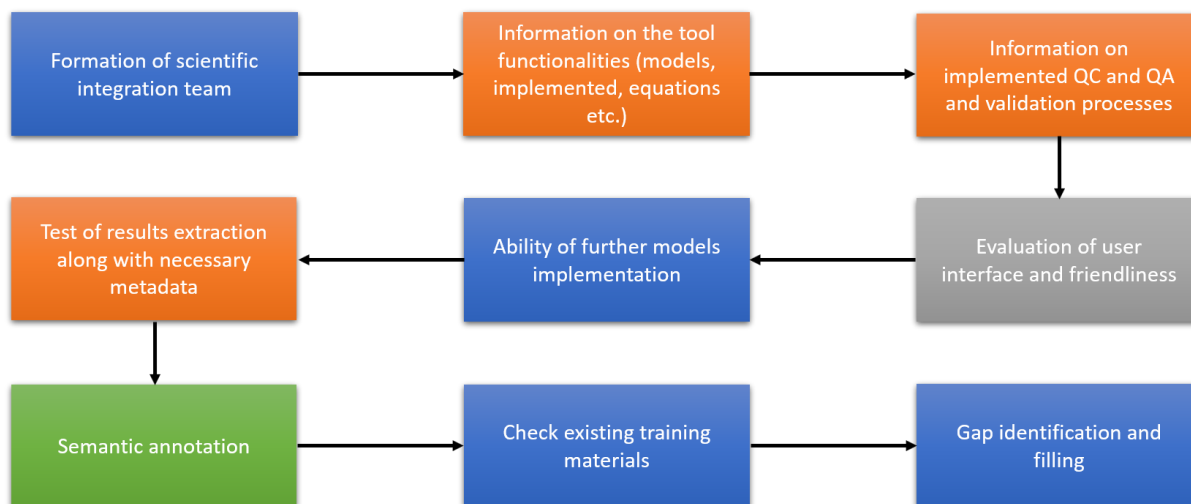 Formation of scientific
integration team
Information on the tool
functionalities (models,
implemented, equations
etc.)
Information on
implemented QC and QA
and validation processes
Evaluation of user
interface and friendliness
Ability of further models
implementation
Test of results extraction
along with necessary
metadata
Semantic annotation
Check existing training
materials
Gap identification and
filling